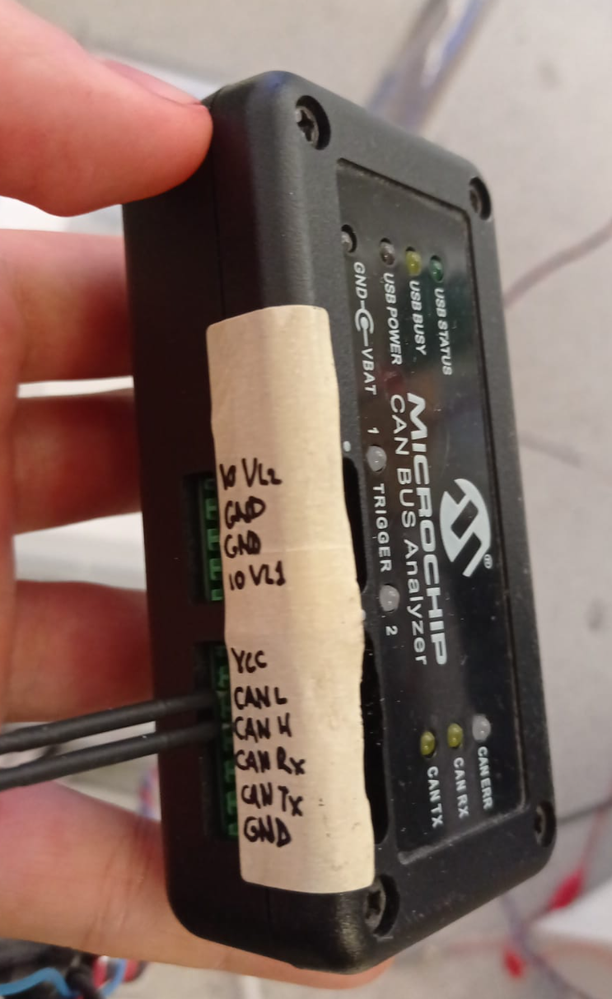 IO VL2
GND
GND
IO VL1
VCC
CAN L
CAN H
CAN Rx
CAN Tx
GND
GND
VBAT
USB POWER
USB BUSY
USB STATUS
1 TRIGGER 2
MICROCHIP
CAN BUS Analyzer
®
CAN TX
CAN RX
CAN ERR